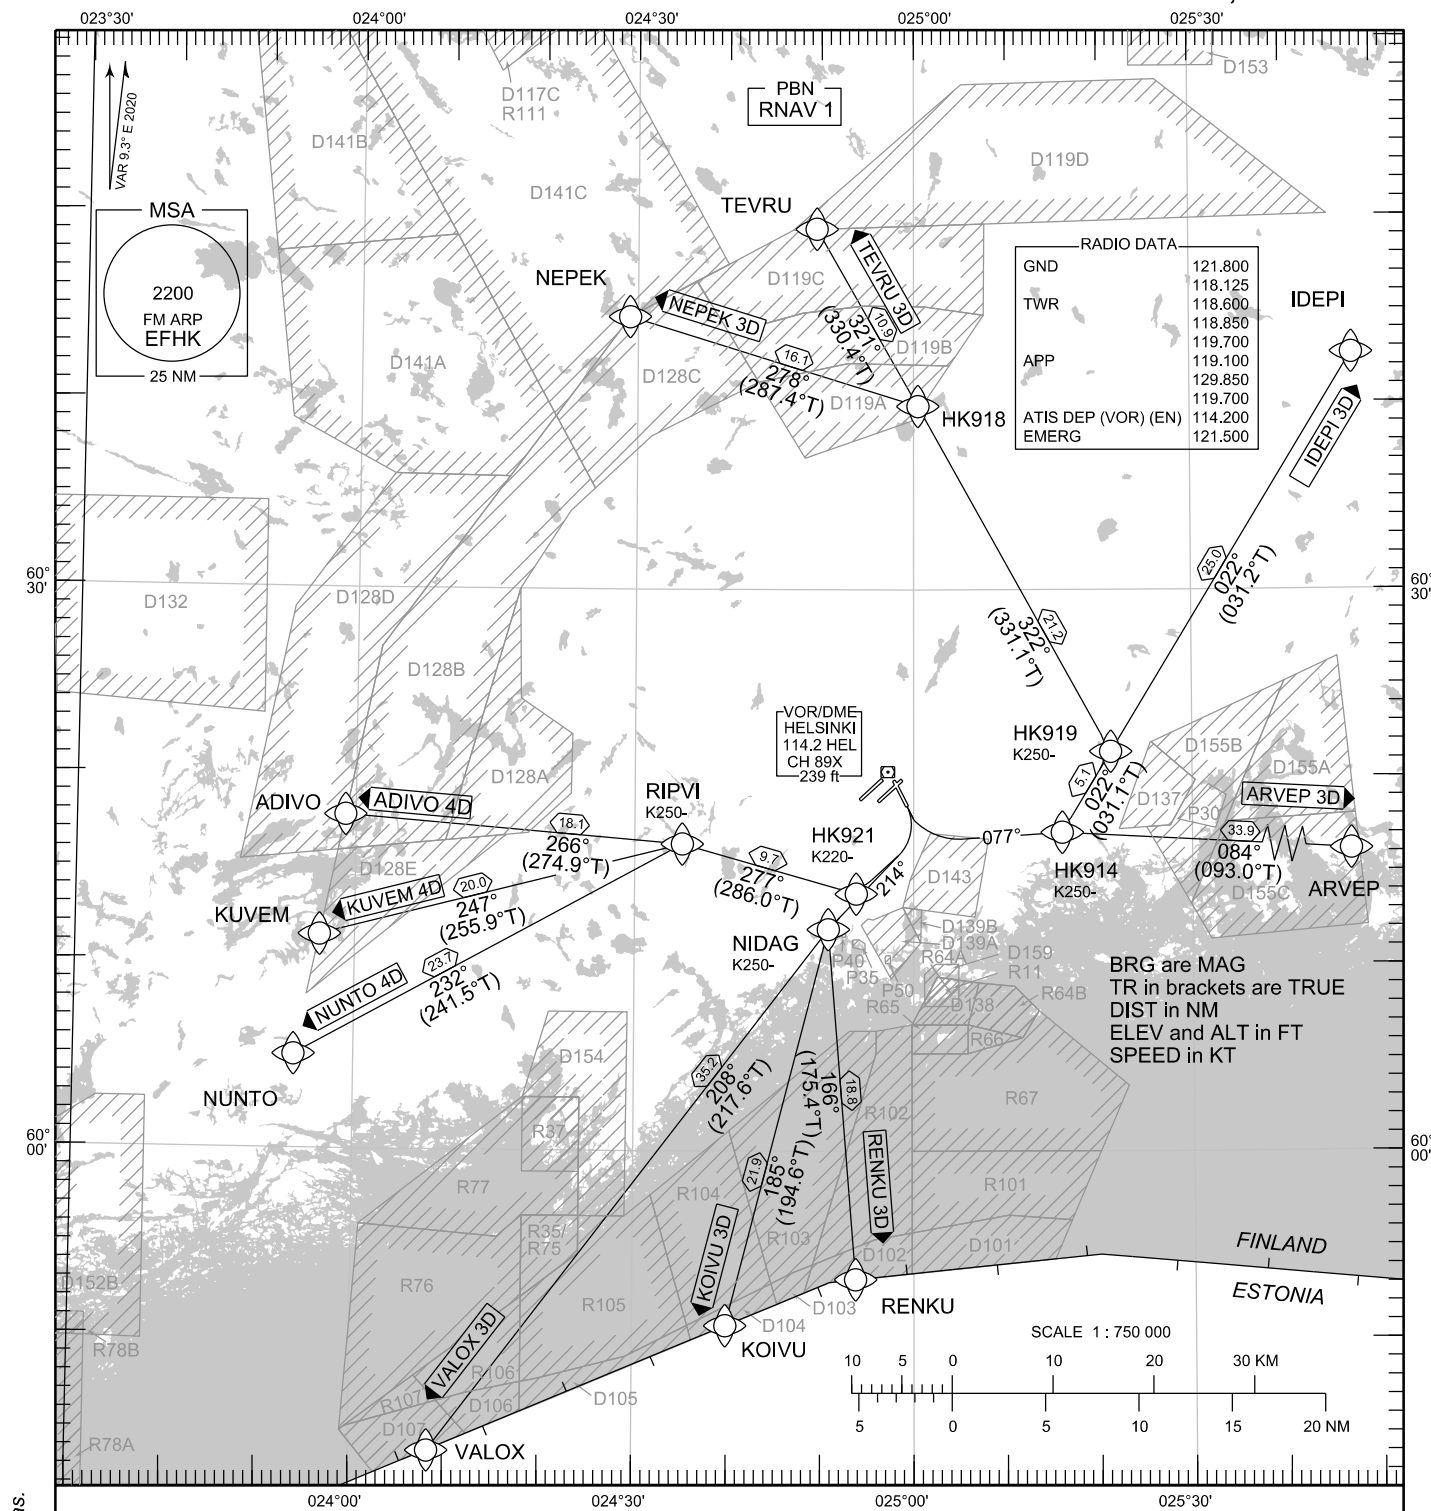 023°30'
024°00'
024°30'
025°00'
025°30'
VAR 9.3° E 2020
MSA
2200
FM ARP
EFHK
25 NM
PBN
RNAV 1
D153
D117C
R111
D141B
D141C
D119D
TEVRU
TEVRU 3D
D119C
NEPEK
NEPEK 3D
10.9
321°
(330.4°T)
D119B
16.1
278°
(287.4°T)
D128C
D119A
D141A
HK918
RADIO DATA
GND 121.800
118.125
TWR 118.600
118.850
119.700
APP 119.100
129.850
119.700
ATIS DEP (VOR) (EN) 114.200
EMERG 121.500
IDEPI
IDEPI 3D
25.0
022°
(031.2°T)
60°
30'
60°
30'
D132
D128D
D128B
21.2
322°
(331.1°T)
VOR/DME
HELSINKI
114.2 HEL
CH 89X
239 ft
HK919
K250-
D155B
D155A
D128A
RIPVI
K250-
5.1
022°
(031.1°T)
D137
P30
ARVEP 3D
ADIVO
ADIVO 4D
18.1
266°
(274.9°T)
HK921
K220-
077°
33.9
084°
(093.0°T)
D128E
9.7
277°
(286.0°T)
214°
D143
HK914
K250-
D155C
ARVEP
KUVEM
KUVEM 4D
20.0
247°
(255.9°T)
NIDAG
K250-
D139B
D139A
R64A
D159
R11
P40
P35
P50
R65
D138
R64B
R66
BRG are MAG
TR in brackets are TRUE
DIST in NM
ELEV and ALT in FT
SPEED in KT
23.7
232°
(241.5°T)
NUNTO 4D
NUNTO
D154
35.2
208°
(217.6°T)
166°
(175.4°T)
18.8
R102
R67
R37
60°
00'
60°
00'
R77
R104
21.9
185°
(194.6°T)
RENKU 3D
R101
R35/
R75
R103
D102
D101
FINLAND
ESTONIA
D152B
R76
R105
KOIVU 3D
D103
RENKU
D104
KOIVU
R78B
VALOX 3D
R106
R107
D106
D105
D107
R78A
VALOX
SCALE 1 : 750 000
10 5 0 10 20 30 KM
5 0 5 10 15 20 NM
024°00'
024°30'
025°00'
025°30'